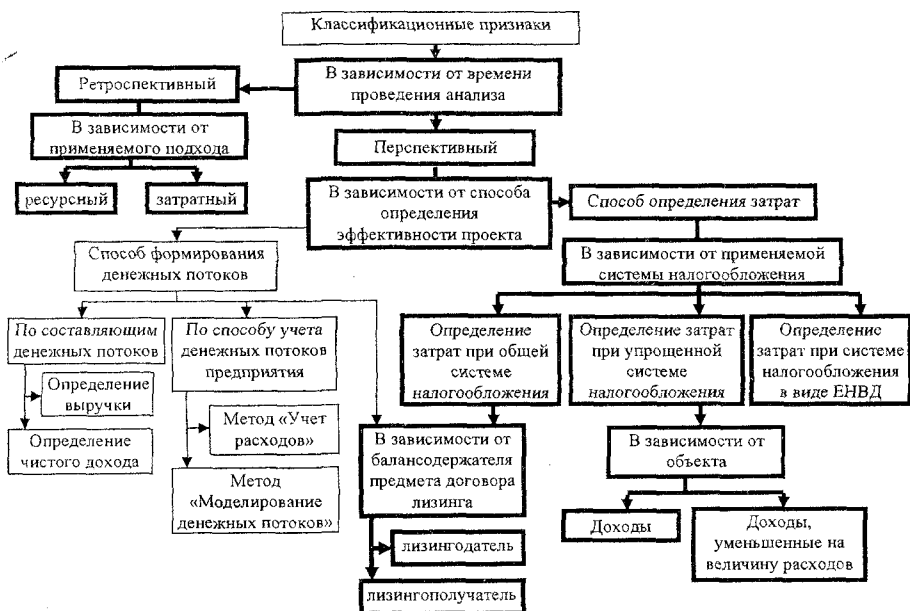 Классификационные признаки
Ретроспективный
В зависимости от времени
проведения анализа
В зависимости от
применяемого подхода
Перспективный
ресурсный
затратный
В зависимости от способа
определения
эффективности проекта
Способ определения затрат
Способ формирования
денежных потоков
В зависимости от применяемой
системы налогообложения
По составляющим
денежных потоков
По способу учета
денежных потоков
предприятия
Определение
затрат при общей
системе
налогообложения
Определение затрат
при упрощенной
системе
налогообложения
Определение
затрат при системе
налогообложения
в виде ЕНВД
Определение
выручки
Определение
чистого дохода
Метод «Учет
расходов»
Метод
«Моделирование
денежных потоков»
В зависимости от
балансодержателя
предмета договора
лизинга
В зависимости от
объекта
Доходы
Доходы,
уменьшенные на
величину расходов
лизингодатель
лизингополучатель